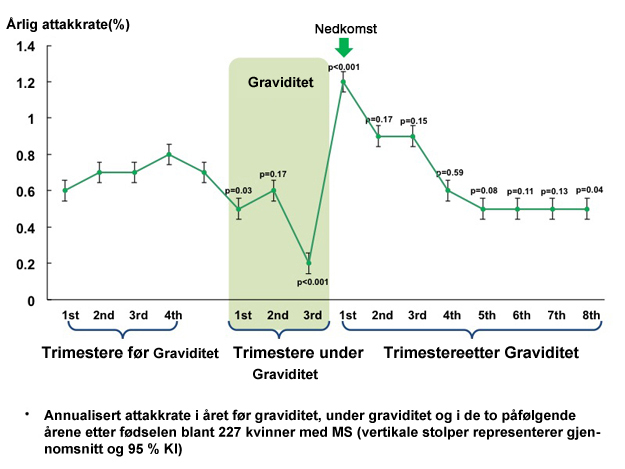 Årlig attakkrate(%)
Nedkomst
1.4
1.2
1
0.8
0.6
0.4
0.2
0
Graviditet
p=0.03
p=0.17
p<0.001
p<0.001
p=0.17
p=0.15
p=0.59
p=0.08
p=0.11
p=0.13
p=0.04
1st 2nd 3rd 4th 1st 2nd 3rd 1st 2nd 3rd 4th 5th 6th 7th 8th
Trimestere før Graviditet
Trimestere under
Graviditet
Trimestereetter Graviditet
• Annualisert attakkrate i året før graviditet, under graviditet og i de to påfølgende
årene etter fødselen blant 227 kvinner med MS (vertikale stolper representerer gjen-
nomsnitt og 95 % KI)